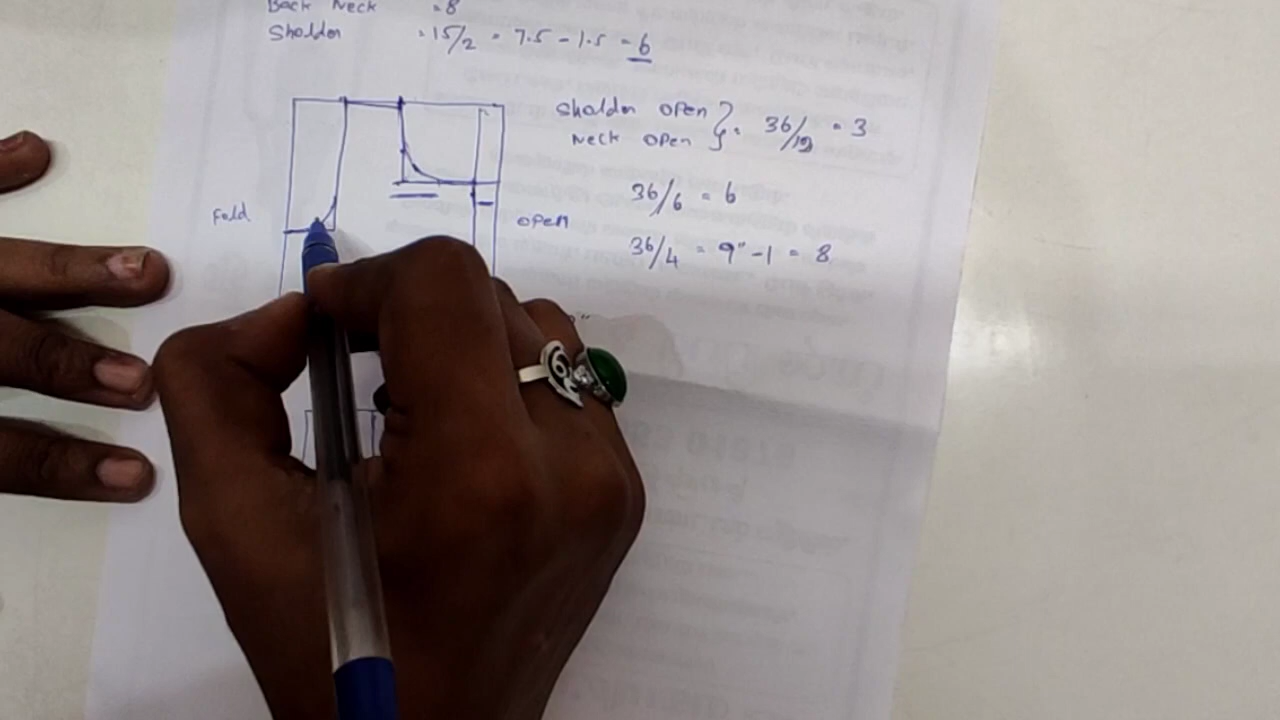 Back Neck = 8
Sholder = 15/2 = 7.5 - 1.5 = 6
Sholder open } = 36/12 = 3
Neck open
36/6 = 6
Fold
open
36/4 = 9" - 1 = 8